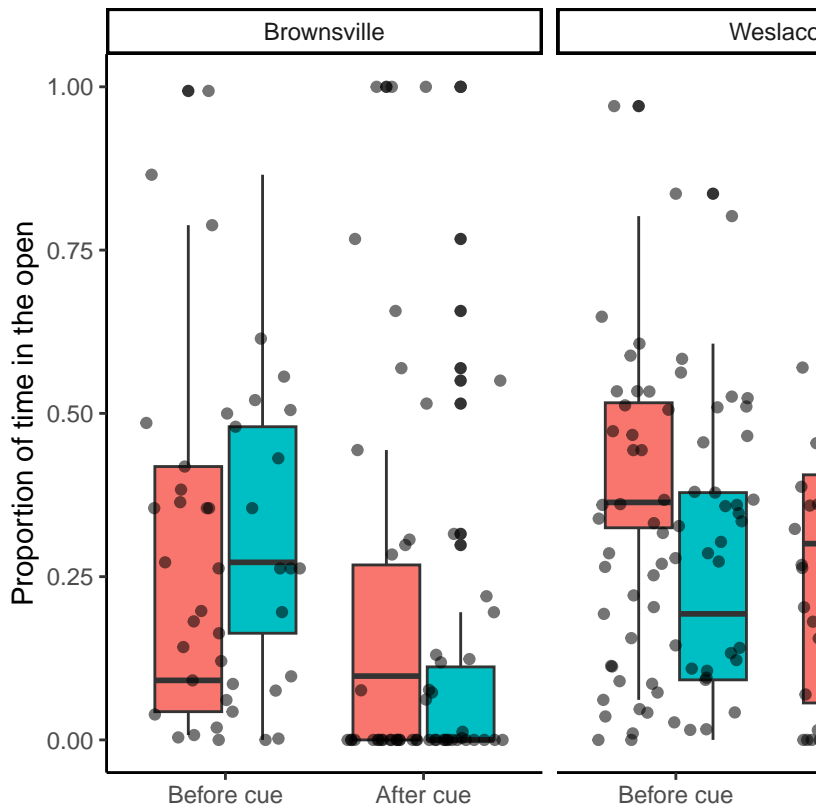 Brownsville
Weslaco
Proportion of time in the open
1.00
0.75
0.50
0.25
0.00
Before cue
After cue
Before cue